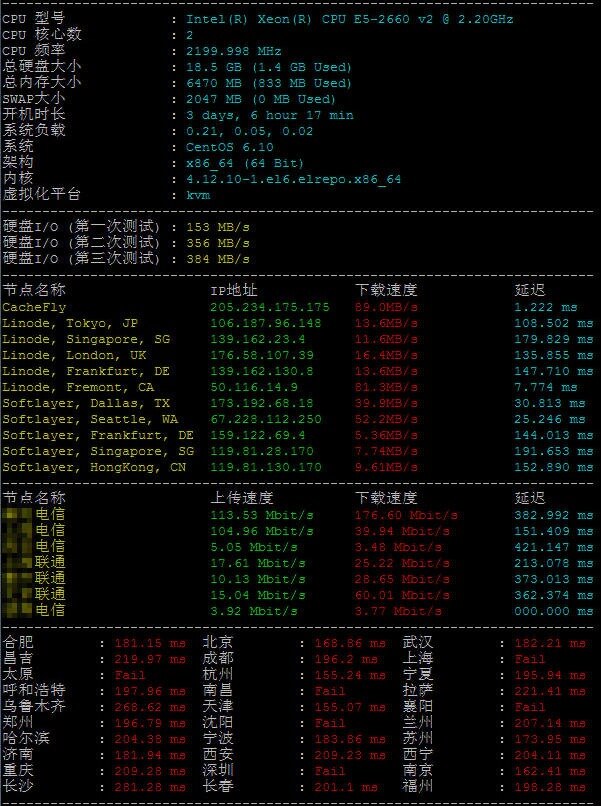 CPU 型号 : Intel(R) Xeon(R) CPU E5-2660 v2 @ 2.20GHz
CPU 核心数 : 2
CPU 频率 : 2199.998 MHz
总硬盘大小 : 18.5 GB (1.4 GB Used)
总内存大小 : 6470 MB (833 MB Used)
SWAP大小 : 2047 MB (0 MB Used)
开机时长 : 3 days, 6 hour 17 min
系统负载 : 0.21, 0.05, 0.02
系统 : CentOS 6.10
架构 : x86_64 (64 Bit)
内核 : 4.12.10-1.el6.elrepo.x86_64
虚拟化平台 : kvm
硬盘I/O (第一次测试) : 153 MB/s
硬盘I/O (第二次测试) : 356 MB/s
硬盘I/O (第三次测试) : 384 MB/s
节点名称 IP地址 下载速度 延迟
CacheFly 205.234.175.175 89.0MB/s 1.222 ms
Linode, Tokyo, JP 106.187.96.148 13.6MB/s 108.502 ms
Linode, Singapore, SG 139.162.23.4 11.6MB/s 179.829 ms
Linode, London, UK 176.58.107.39 16.4MB/s 135.855 ms
Linode, Frankfurt, DE 139.162.130.8 13.6MB/s 147.710 ms
Linode, Fremont, CA 50.116.14.9 81.3MB/s 7.774 ms
Softlayer, Dallas, TX 173.192.68.18 39.9MB/s 30.813 ms
Softlayer, Seattle, WA 67.228.112.250 52.2MB/s 25.246 ms
Softlayer, Frankfurt, DE 159.122.69.4 5.36MB/s 144.013 ms
Softlayer, Singapore, SG 119.81.28.170 7.74MB/s 191.653 ms
Softlayer, HongKong, CN 119.81.130.170 9.61MB/s 152.890 ms
节点名称 上传速度 下载速度 延迟
电信 113.53 Mbit/s 176.60 Mbit/s 382.992 ms
电信 104.96 Mbit/s 39.94 Mbit/s 151.409 ms
电信 5.05 Mbit/s 3.48 Mbit/s 421.147 ms
联通 17.61 Mbit/s 25.22 Mbit/s 213.078 ms
联通 10.13 Mbit/s 28.65 Mbit/s 373.013 ms
联通 15.04 Mbit/s 60.01 Mbit/s 362.374 ms
电信 3.92 Mbit/s 3.77 Mbit/s 000.000 ms
合肥 : 181.15 ms 北京 : 168.86 ms 武汉 : 182.21 ms
昌吉 : 219.97 ms 成都 : 196.2 ms 上海 : Fail
太原 : Fail 杭州 : 155.24 ms 宁夏 : 195.94 ms
呼和浩特 : 197.96 ms 南昌 : Fail 拉萨 : 221.41 ms
乌鲁木齐 : 268.62 ms 天津 : 155.07 ms 襄阳 : Fail
郑州 : 196.79 ms 沈阳 : Fail 兰州 : 207.14 ms
哈尔滨 : 204.38 ms 宁波 : 183.86 ms 苏州 : 173.95 ms
济南 : 181.94 ms 西安 : 209.23 ms 西宁 : 204.11 ms
重庆 : 209.28 ms 深圳 : Fail 南京 : 162.41 ms
长沙 : 281.28 ms 长春 : 201.1 ms 福州 : 198.28 ms